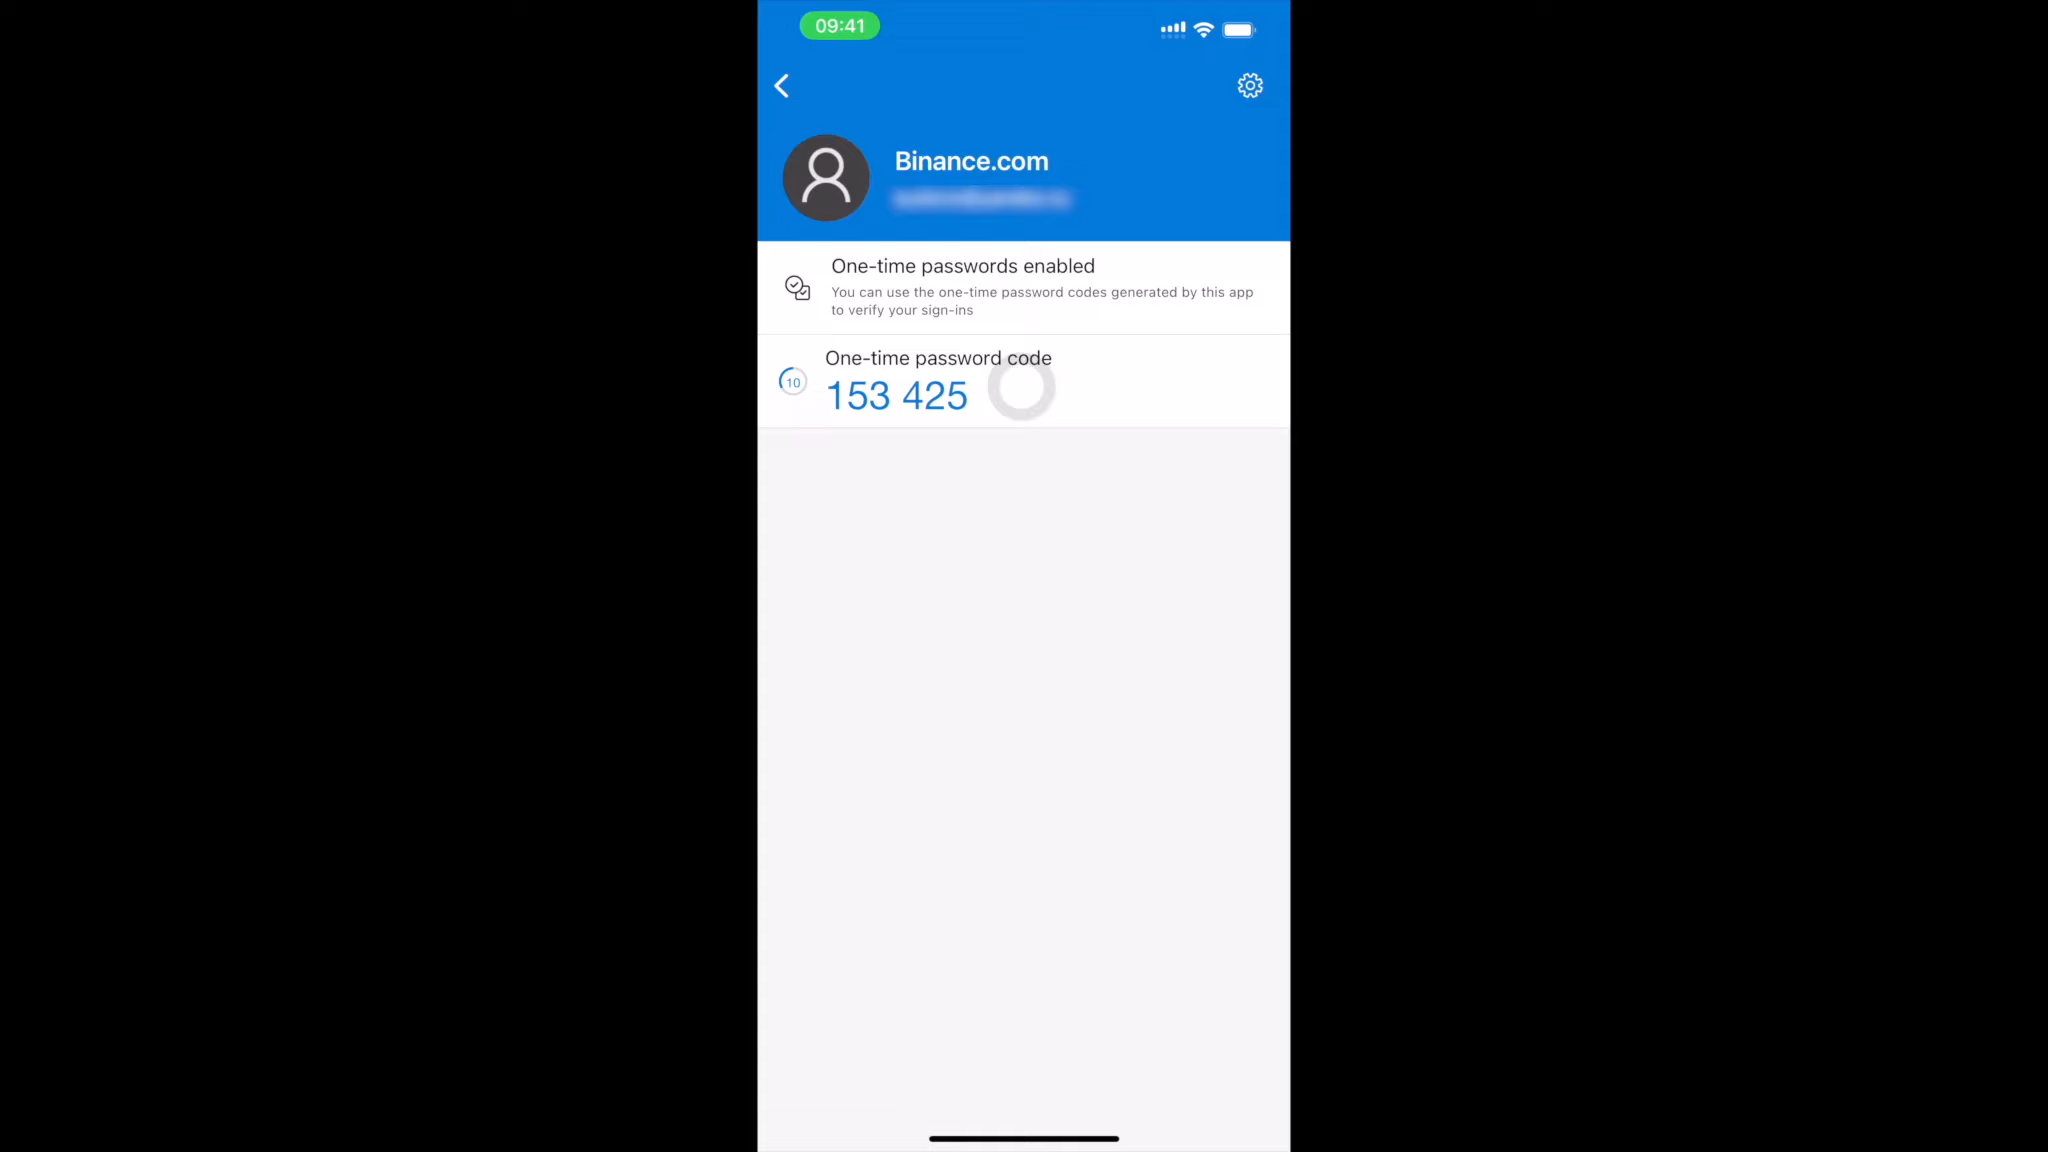 09:41
Binance.com
One-time passwords enabled
You can use the one-time password codes generated by this app
to verify your sign-ins
One-time password code
10
153 425